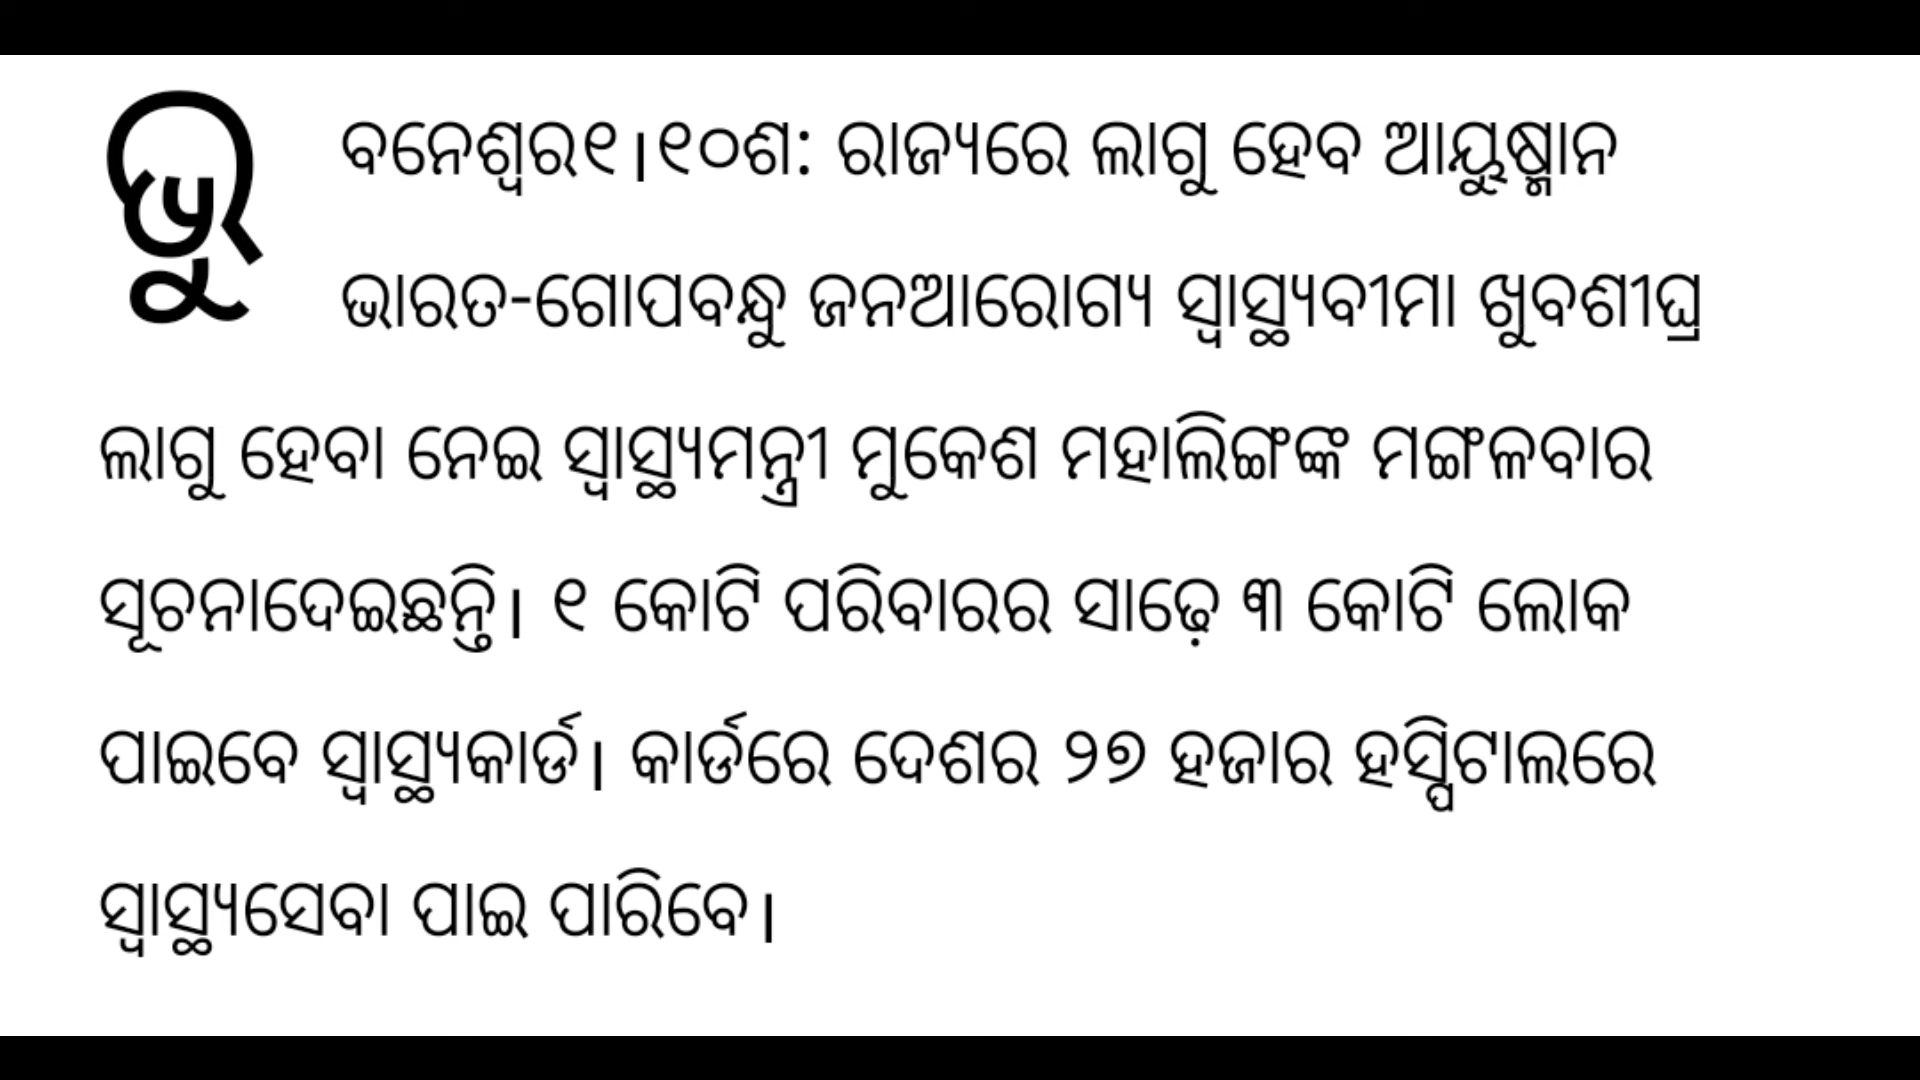 ଭୁବନେଶ୍ୱର୧।୧୦ଶ: ରାଜ୍ୟରେ ଲାଗୁ ହେବ ଆୟୁଷ୍ମାନ
ଭାରତ-ଗୋପବନ୍ଧୁ ଜନଆରୋଗ୍ୟ ସ୍ୱାସ୍ଥ୍ୟବୀମା ଖୁବଶୀଘ୍ର
ଲାଗୁ ହେବା ନେଇ ସ୍ୱାସ୍ଥ୍ୟମନ୍ତ୍ରୀ ମୁକେଶ ମହାଲିଙ୍ଗଙ୍କ ମଙ୍ଗଳବାର
ସୂଚନାଦେଇଛନ୍ତି। ୧ କୋଟି ପରିବାରର ସାଢ଼େ ୩ କୋଟି ଲୋକ
ପାଇବେ ସ୍ୱାସ୍ଥ୍ୟକାର୍ଡ। କାର୍ଡରେ ଦେଶର ୨୭ ହଜାର ହସ୍ପିଟାଲରେ
ସ୍ୱାସ୍ଥ୍ୟସେବା ପାଇ ପାରିବେ।